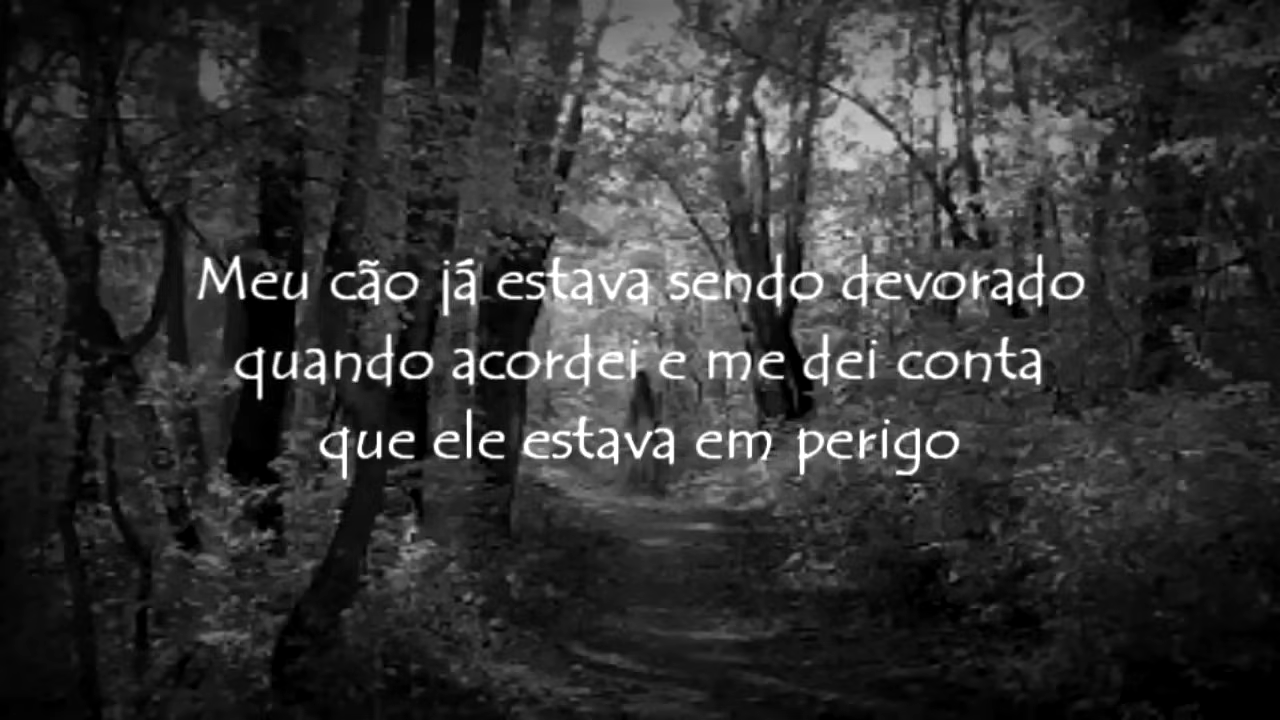 Meu cão já estava sendo devorado
quando acordei e me dei conta
que ele estava em perigo